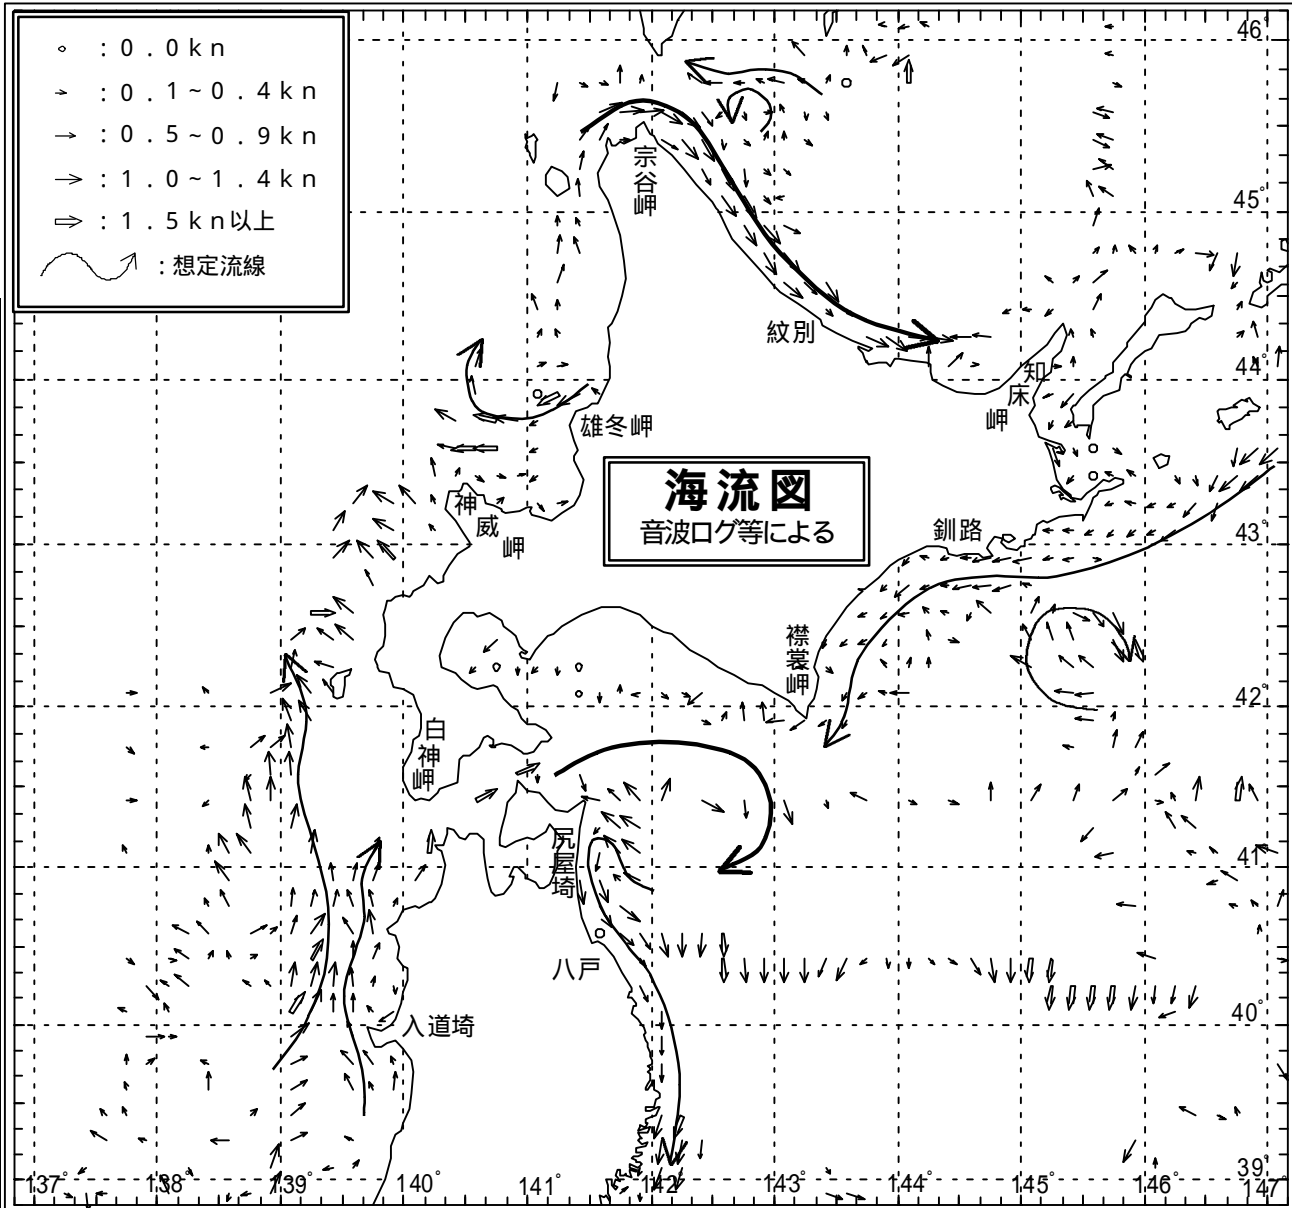 ：０．０ｋｎ
：０．１～０．４ｋｎ
：０．５～０．９ｋｎ
：１．０～１．４ｋｎ
：１．５ｋｎ以上
：想定流線
46°
宗谷岬
45°
紋別
44°
知床岬
雄冬岬
海流図
音波ログ等による
神威岬
釧路
43°
襟裳岬
42°
白神岬
尻屋埼
41°
八戸
入道埼
40°
39°
137°
138°
139°
140°
141°
142°
143°
144°
145°
146°
147°